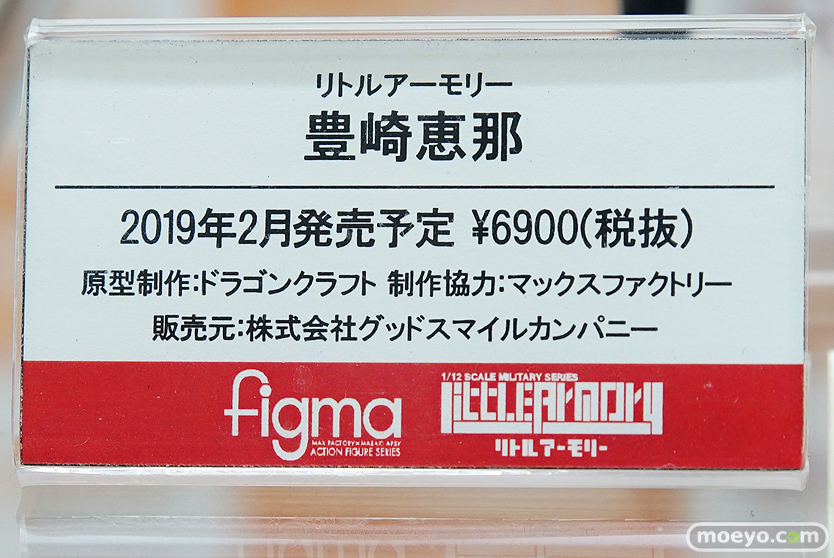 リトルアーモリー
豊崎恵那
2019年2月発売予定 ¥6900(税抜)
原型制作:ドラゴンクラフト 制作協力:マックスファクトリー
販売元:株式会社グッドスマイルカンパニー
figma
MAX FACTORY×MASAKI APSY
ACTION FIGURE SERIES
1/12 SCALE MILITARY SERIES
LITTLEARMORY
リトルアーモリー
moeyo.com